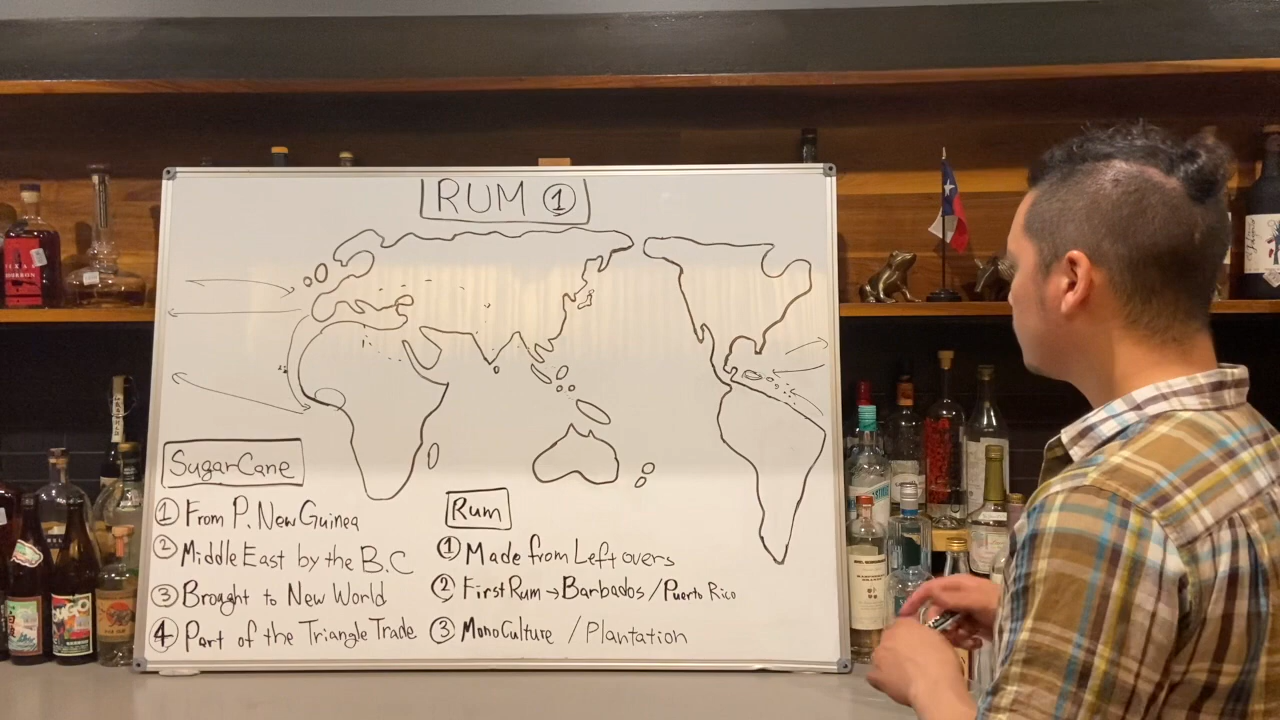 RUM ①
SugarCane
① From P. New Guinea
② Middle East by the B.C
③ Brought to New World
④ Part of the Triangle Trade
Rum
① Made from Left overs
② First Rum → Barbados / Puerto Rico
③ MonoCulture / Plantation